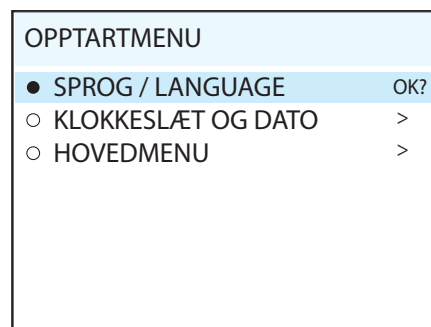 OPPTARTMENU
SPROG / LANGUAGE OK?
KLOKKESLÆT OG DATO >
HOVEDMENU >